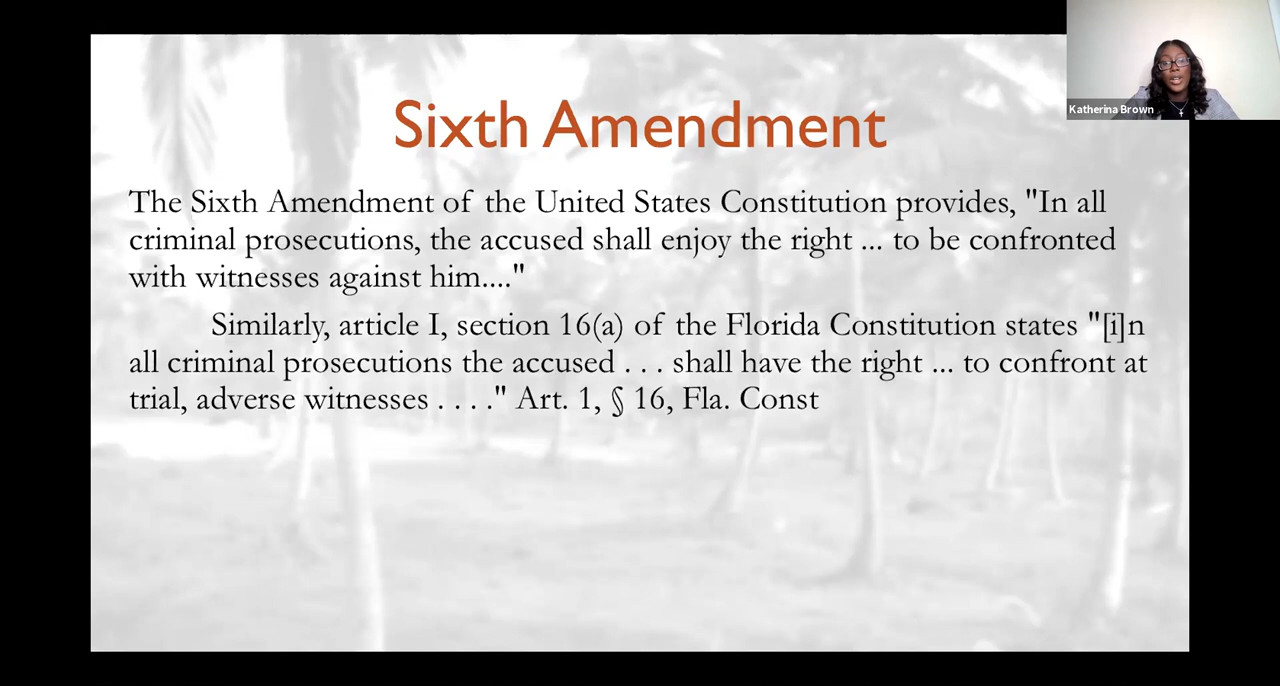 Sixth Amendment
The Sixth Amendment of the United States Constitution provides, "In all
criminal prosecutions, the accused shall enjoy the right ... to be confronted
with witnesses against him...."
Similarly, article I, section 16(a) of the Florida Constitution states "[i]n
all criminal prosecutions the accused . . . shall have the right ... to confront at
trial, adverse witnesses . . . ." Art. 1, § 16, Fla. Const
Katherina Brown